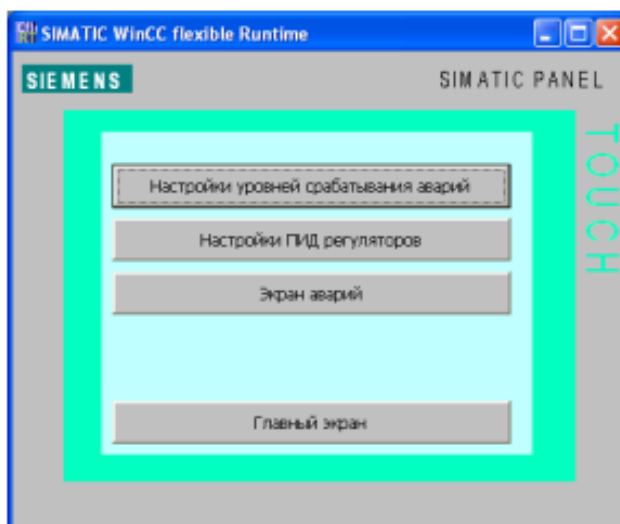 SIMATIC WinCC flexible Runtime
SIEMENS
SIMATIC PANEL
TOUCH
Настройки уровней срабатывания аварий
Настройки ПИД регуляторов
Экран аварий
Главный экран